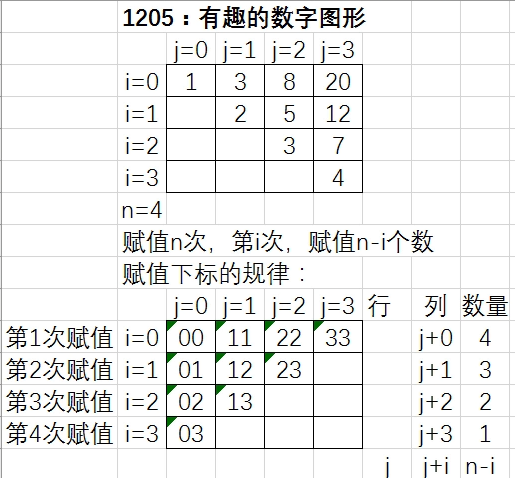 1205：有趣的数字图形
j=0 j=1 j=2 j=3
i=0 1 3 8 20
i=1 2 5 12
i=2 3 7
i=3 4
n=4
赋值n次，第i次，赋值n-i个数
赋值下标的规律：
j=0 j=1 j=2 j=3 行 列 数量
第1次赋值 i=0 00 11 22 33 j+0 4
第2次赋值 i=1 01 12 23 j+1 3
第3次赋值 i=2 02 13 j+2 2
第4次赋值 i=3 03 j+3 1
j j+i n-i